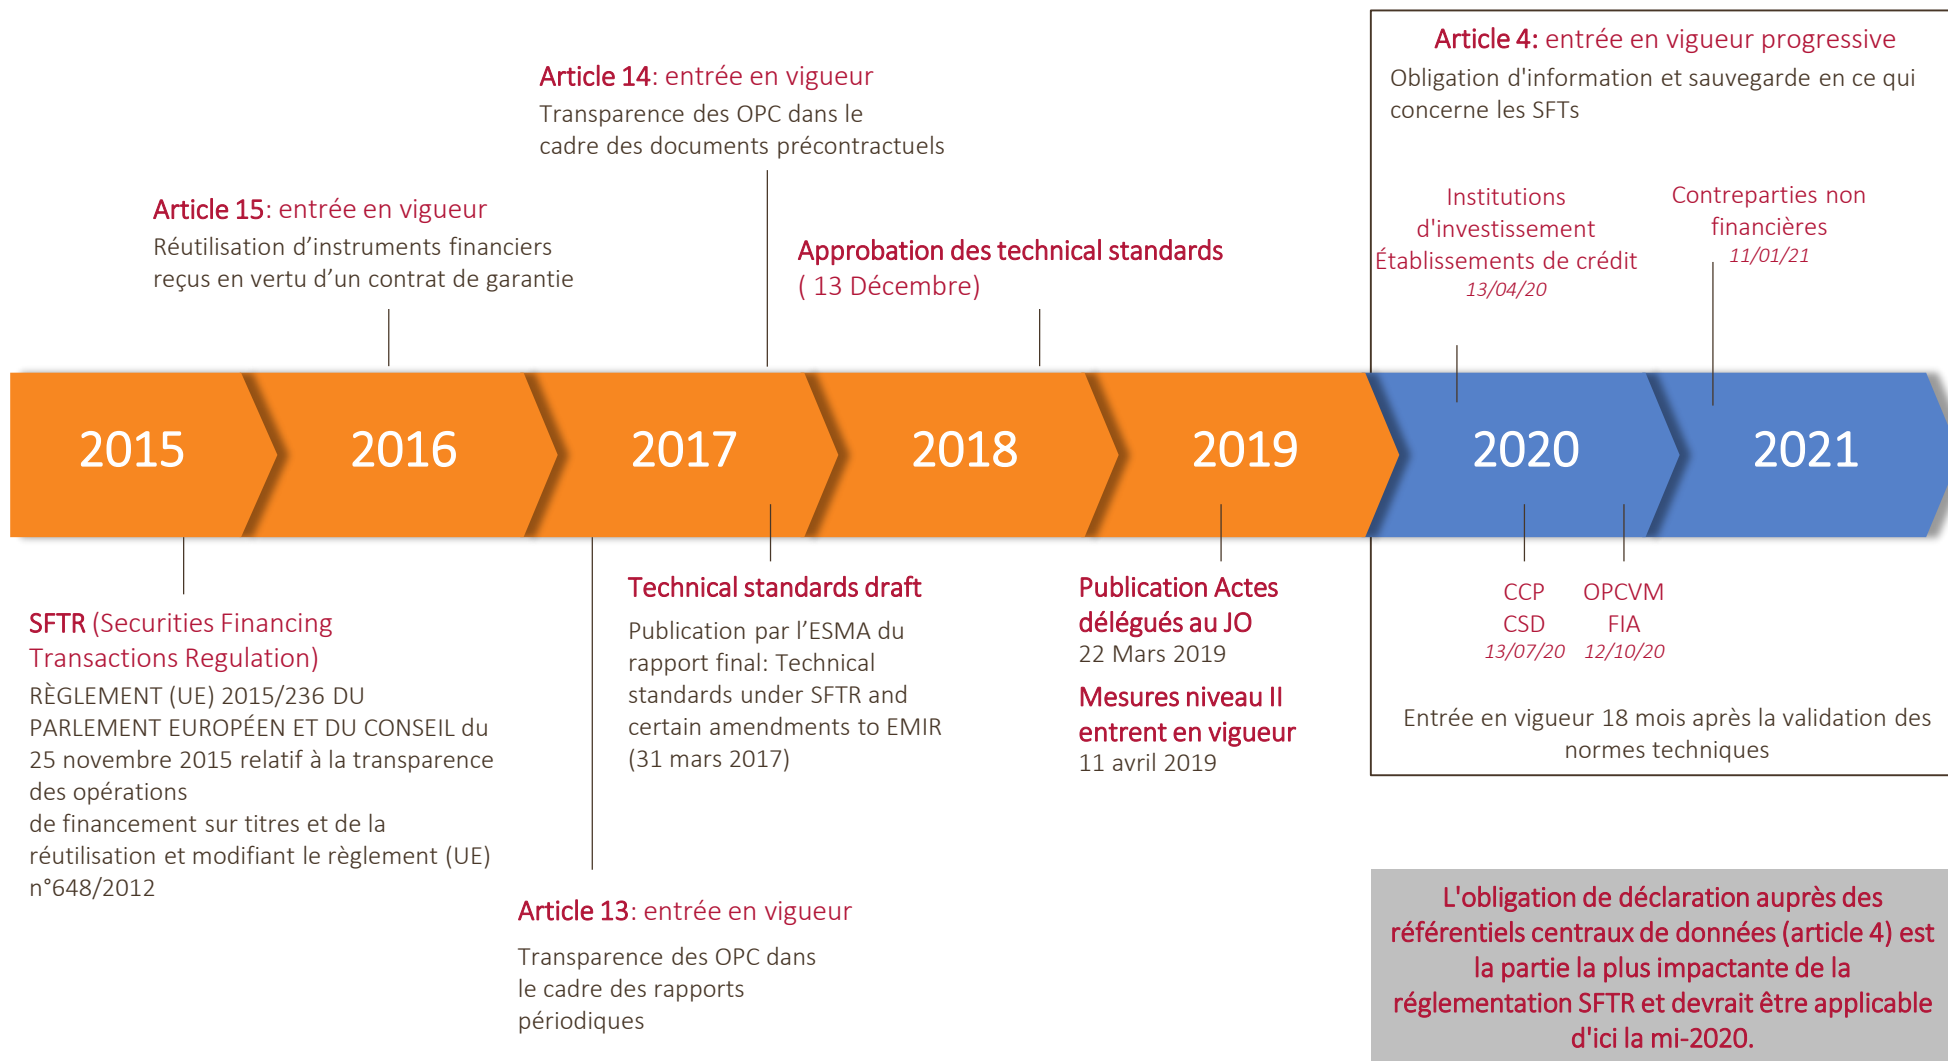 Article 14: entrée en vigueur
Transparence des OPC dans le
cadre des documents précontractuels
Article 15: entrée en vigueur
Réutilisation d’instruments financiers
reçus en vertu d’un contrat de garantie
Approbation des technical standards
( 13 Décembre)
Article 4: entrée en vigueur progressive
Obligation d'information et sauvegarde en ce qui
concerne les SFTs
Institutions
d'investissement
Établissements de crédit
13/04/20
Contreparties non
financières
11/01/21
2015
2016
2017
2018
2019
2020
2021
SFTR (Securities Financing
Transactions Regulation)
RÈGLEMENT (UE) 2015/236 DU
PARLEMENT EUROPÉEN ET DU CONSEIL du
25 novembre 2015 relatif à la transparence
des opérations
de financement sur titres et de la
réutilisation et modifiant le règlement (UE)
n°648/2012
Article 13: entrée en vigueur
Transparence des OPC dans
le cadre des rapports
périodiques
Technical standards draft
Publication par l’ESMA du
rapport final: Technical
standards under SFTR and
certain amendments to EMIR
(31 mars 2017)
Publication Actes
délégués au JO
22 Mars 2019
Mesures niveau II
entrent en vigueur
11 avril 2019
CCP
CSD
13/07/20
OPCVM
FIA
12/10/20
Entrée en vigueur 18 mois après la validation des
normes techniques
L'obligation de déclaration auprès des
référentiels centraux de données (article 4) est
la partie la plus impactante de la
réglementation SFTR et devrait être applicable
d'ici la mi-2020.